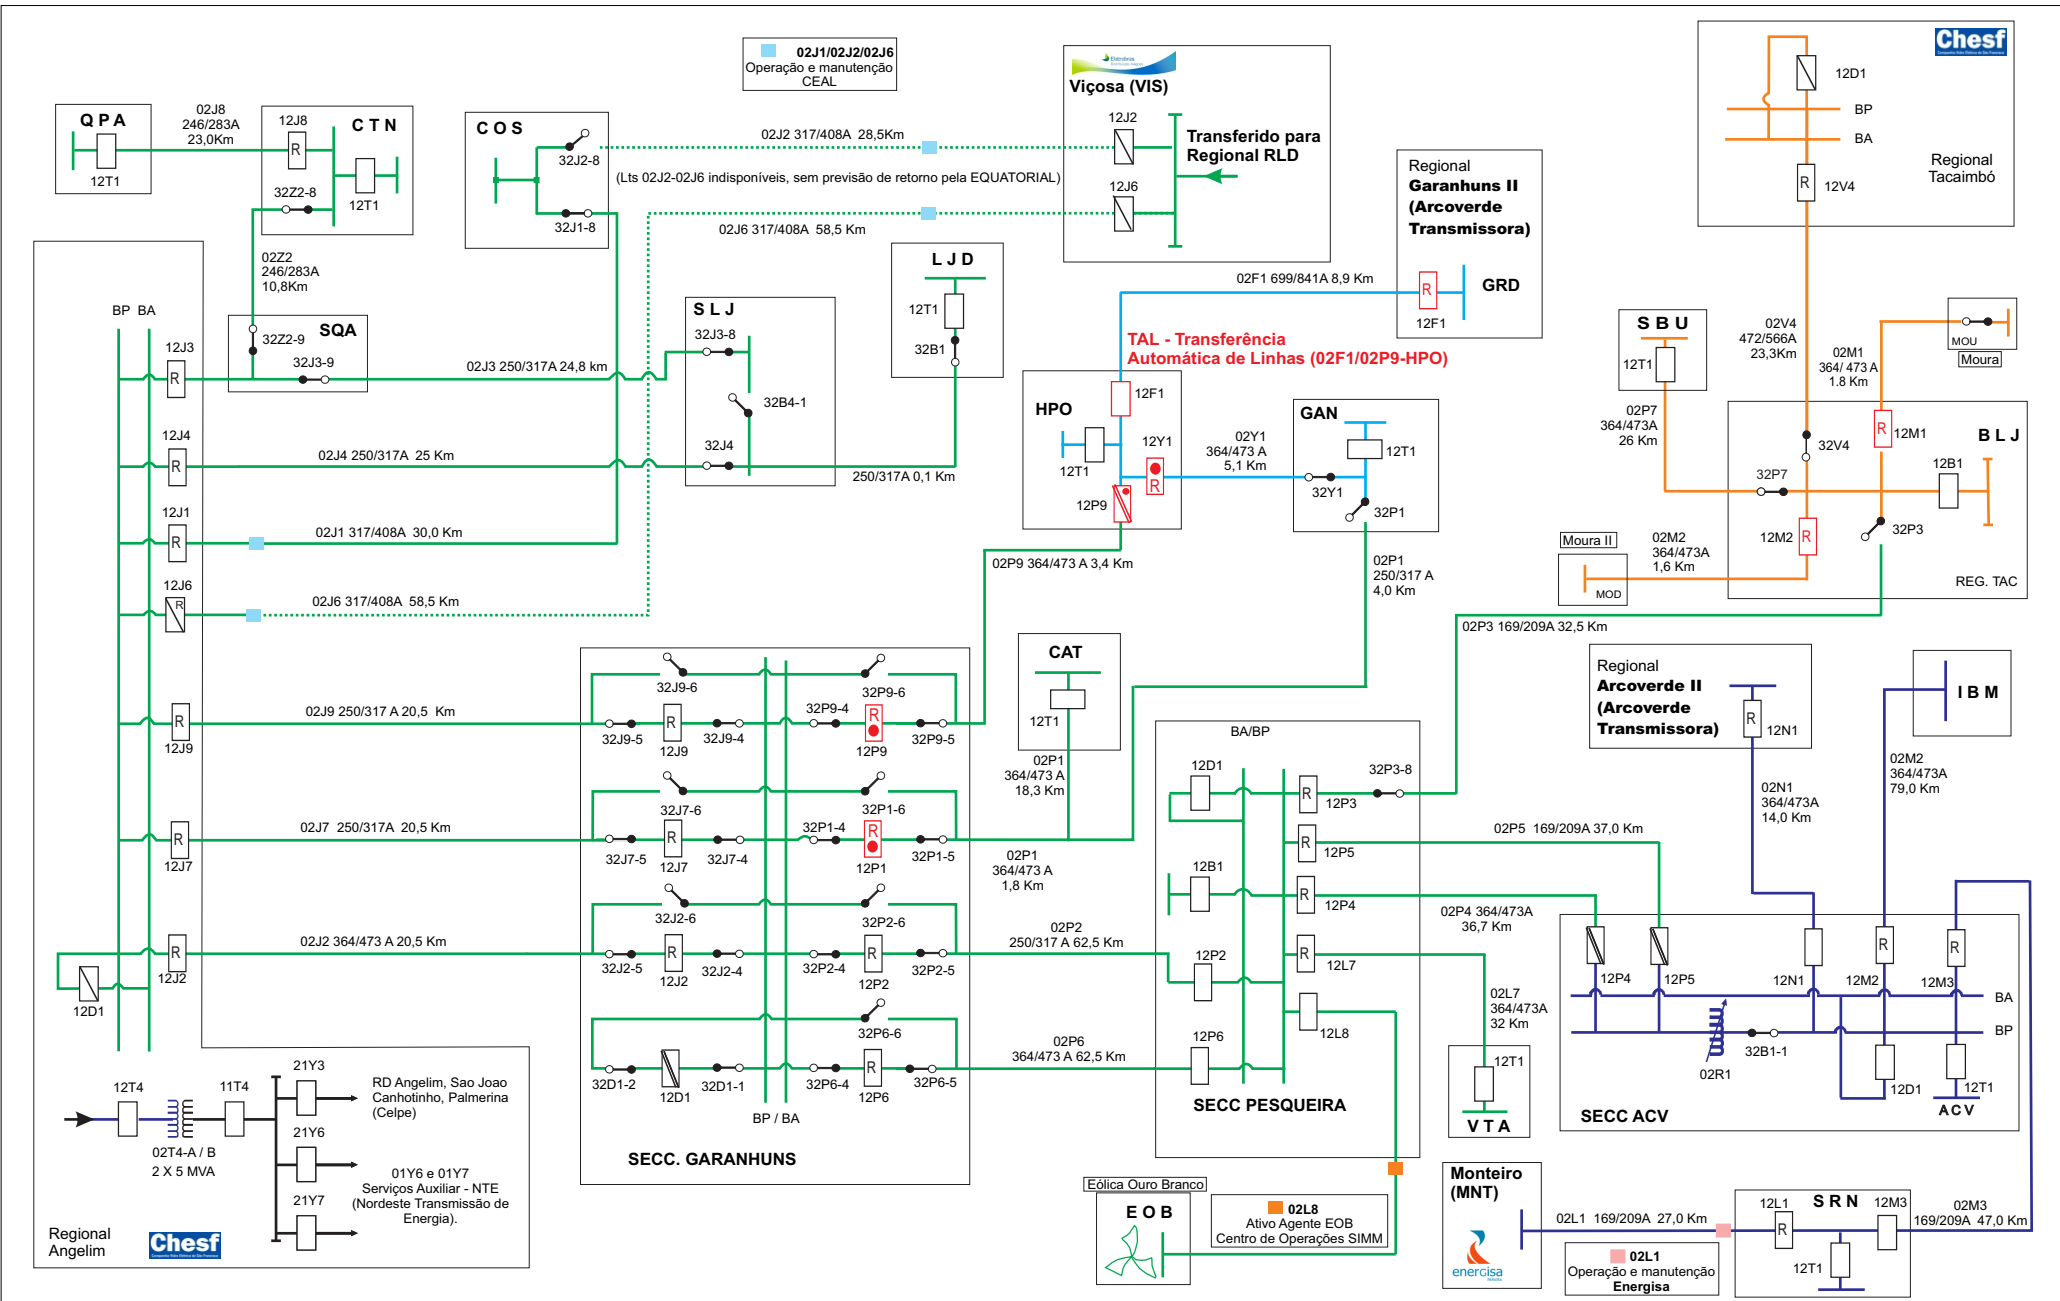 02J1/02J2/02J6
Operação e manutenção
CEAL
Viçosa (VIS)
12J2
Transferido para
Regional RLD
12J6
Chesf
12D1
BP
BA
Regional
Tacaimbó
12V4
Q P A
12T1
02J8
246/283A
23,0Km
C T N
12J8
R
12T1
32Z2-8
C O S
32J2-8
32J1-8
02J2 317/408A 28,5Km
(Lts 02J2-02J6 indisponíveis, sem previsão de retorno pela EQUATORIAL)
02J6 317/408A 58,5 Km
Regional
Garanhuns II
(Arcoverde
Transmissora)
R
GRD
12F1
02F1 699/841A 8,9 Km
02Z2
246/283A
10,8Km
SQA
32Z2-9
32J3-9
L J D
12T1
32B1
S L J
32J3-8
32B4-1
32J4
02J3 250/317A 24,8 km
02J4 250/317A 25 Km
250/317A 0,1 Km
TAL - Transferência
Automática de Linhas (02F1/02P9-HPO)
HPO
12F1
12T1
12Y1
R
12P9
02Y1
364/473 A
5,1 Km
GAN
12T1
32Y1
32P1
S B U
12T1
02V4
472/566A
23,3Km
02M1
364/ 473 A
1.8 Km
MOU
Moura
02P7
364/473A
26 Km
B L J
32V4
R
12M1
12B1
32P7
12M2
R
32P3
REG. TAC
Moura II
MOD
02M2
364/473A
1,6 Km
02P3 169/209A 32,5 Km
BP BA
12J3
R
12J4
R
12J1
R
12J6
R
02J1 317/408A 30,0 Km
02J6 317/408A 58,5 Km
02P9 364/473 A 3,4 Km
02P1
250/317 A
4,0 Km
R
12J9
02J9 250/317 A 20,5 Km
R
12J7
02J7 250/317A 20,5 Km
R
12J2
02J2 364/473 A 20,5 Km
12D1
32J9-6
32J9-5
R
12J9
32J9-4
32P9-6
32P9-4
R
12P9
32P9-5
32J7-6
32J7-5
R
12J7
32J7-4
32P1-6
32P1-4
R
12P1
32P1-5
32J2-6
32J2-5
R
12J2
32J2-4
32P2-6
32P2-4
R
12P2
32P2-5
32P6-6
32D1-2
12D1
32D1-1
32P6-4
R
12P6
32P6-5
BP / BA
SECC. GARANHUNS
CAT
12T1
02P1
364/473 A
18,3 Km
02P1
364/473 A
1,8 Km
02P2
250/317 A 62,5 Km
02P6
364/473 A 62,5 Km
BA/BP
12D1
R
12P3
32P3-8
R
12P5
12B1
R
12P4
12P2
R
12L7
12L8
12P6
SECC PESQUEIRA
02P5 169/209A 37,0 Km
02P4 364/473A
36,7 Km
02L7
364/473A
32 Km
12T1
V T A
Regional
Arcoverde II
(Arcoverde
Transmissora)
R
12N1
I B M
02N1
364/473A
14,0 Km
02M2
364/473A
79,0 Km
12P4
12P5
12N1
R
12M2
R
12M3
BA
BP
02R1
32B1-1
12D1
12T1
A C V
SECC ACV
12T4
11T4
02T4-A / B
2 X 5 MVA
21Y3
21Y6
21Y7
RD Angelim, Sao Joao
Canhotinho, Palmerina
(Celpe)
01Y6 e 01Y7
Serviços Auxiliar - NTE
(Nordeste Transmissão de
Energia).
Regional
Angelim
Chesf
Eólica Ouro Branco
E O B
02L8
Ativo Agente EOB
Centro de Operações SIMM
Monteiro
(MNT)
energisa
02L1 169/209A 27,0 Km
02L1
Operação e manutenção
Energisa
S R N
12L1
R
12M3
12T1
02M3
169/209A 47,0 Km